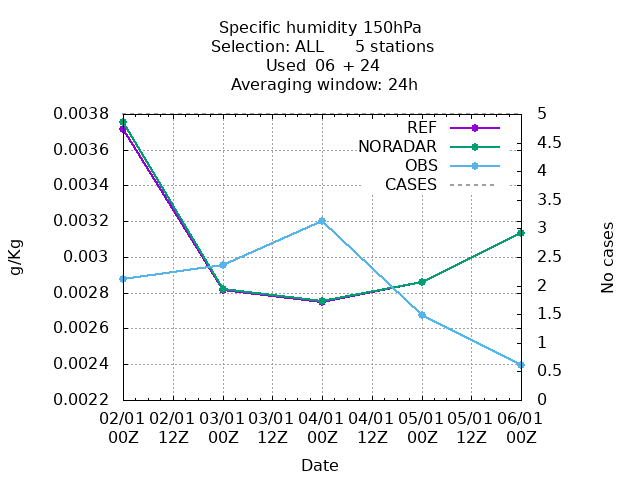 Specific humidity 150hPa
Selection: ALL 5 stations
Used 06 + 24
Averaging window: 24h
0.0038
0.0036
0.0034
0.0032
0.003
0.0028
0.0026
0.0024
0.0022
g/Kg
REF
NORADAR
OBS
CASES
5
4.5
4
3.5
3
2.5
2
1.5
1
0.5
0
No cases
02/01 02/01 03/01 03/01 04/01 04/01 05/01 05/01 06/01
00Z 12Z 00Z 12Z 00Z 12Z 00Z 12Z 00Z
Date